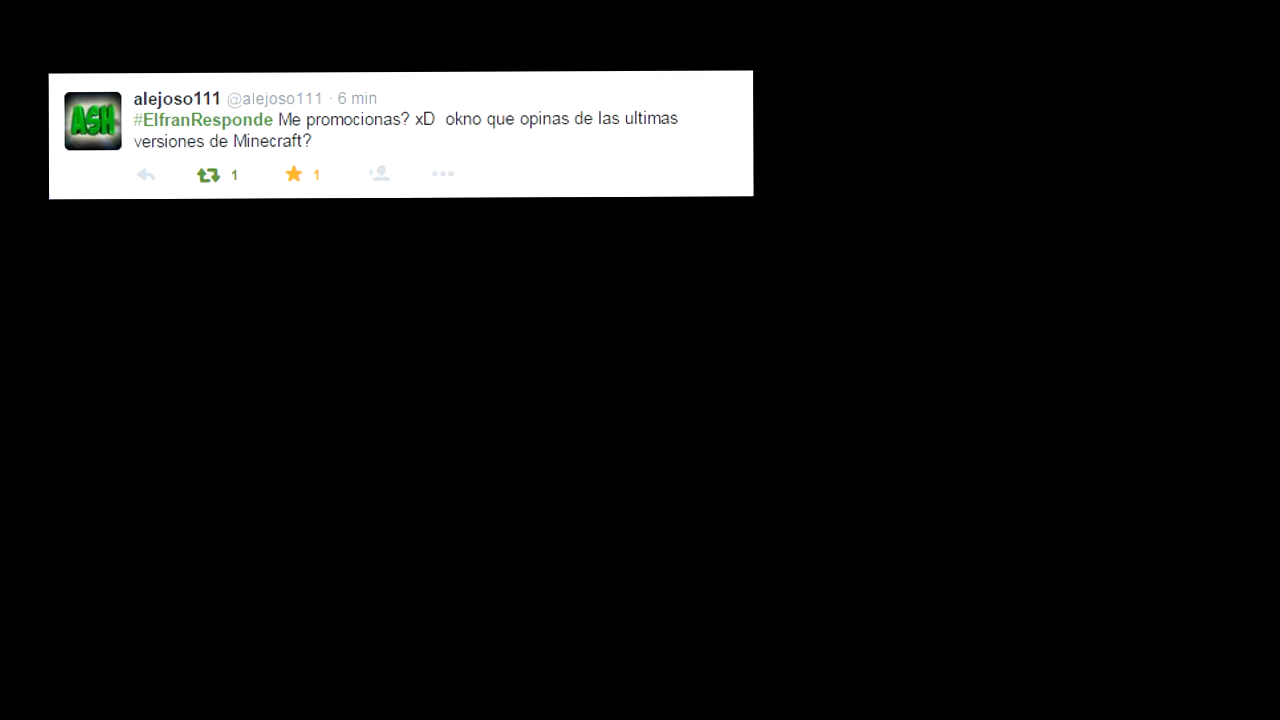 alejoso111 @alejoso111 · 6 min
#ElfranResponde Me promocionas? xD  okno que opinas de las ultimas
versiones de Minecraft?
ASH
1 1